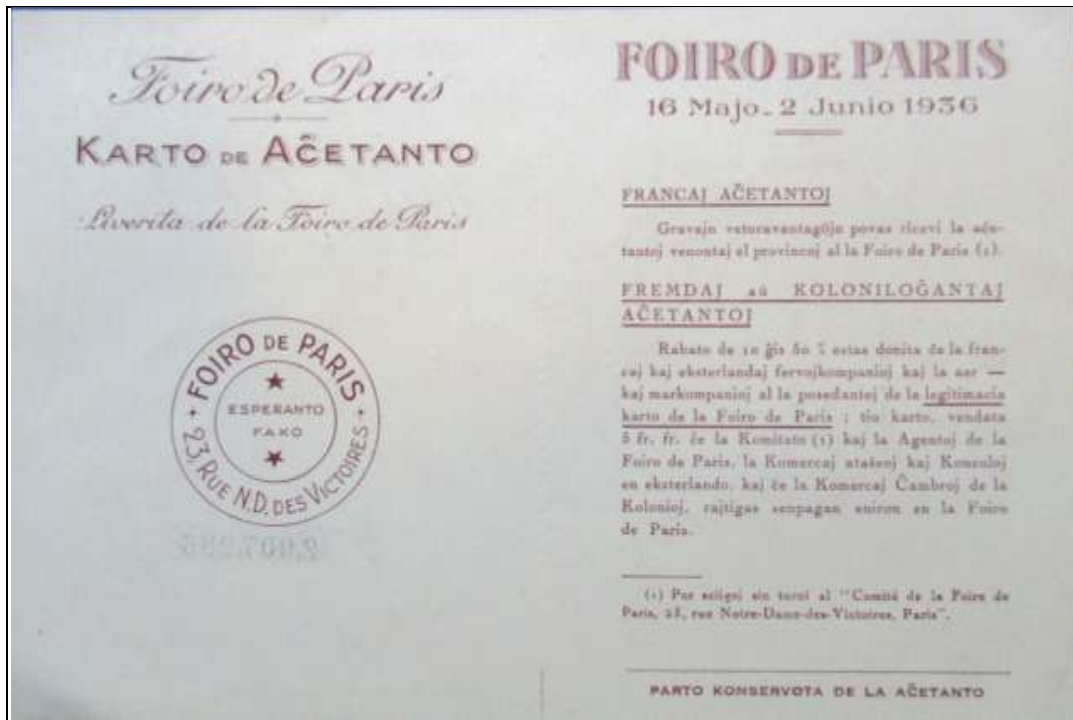 Foiro de Paris
KARTO DE AĈETANTO
Liverita de la Foiro de Paris
FOIRO DE PARIS
23, RUE N.D. DES VICTOIRES
ESPERANTO
FAKO
FOIRO DE PARIS
16 Majo - 2 Junio 1936
FRANCAJ AĈETANTOJ
Gravajn veturavantaĝojn povas ricevi la aĉe-
tantoj venontaj el provincoj al la Foiro de Paris (1).
FREMDAJ aŭ KOLONILOĜANTAJ
AĈETANTOJ
Rabato de 10 ĝis 60 % estas donita de la fran-
caj kaj eksterlandaj fervojkompanioj kaj la aer —
kaj markompanioj al la posedantoj de la legitimacia
karto de la Foiro de Paris ; tio karto, vendata
5 fr. fr. ĉe la Komitato (1) kaj la Agentoj de la
Foiro de Paris, la Komercaj ataŝeoj kaj Konsuloj
en eksterlando, kaj ĉe la Komercaj Ĉambroj de la
Kolonioj, rajtigas senpagan eniron en la Foiro
de Paris.
(1) Por sciigoj sin turni al "Comité de la Foire de
Paris, 23, rue Notre-Dame-des-Victoires, Paris".
PARTO KONSERVOTA DE LA AĈETANTO